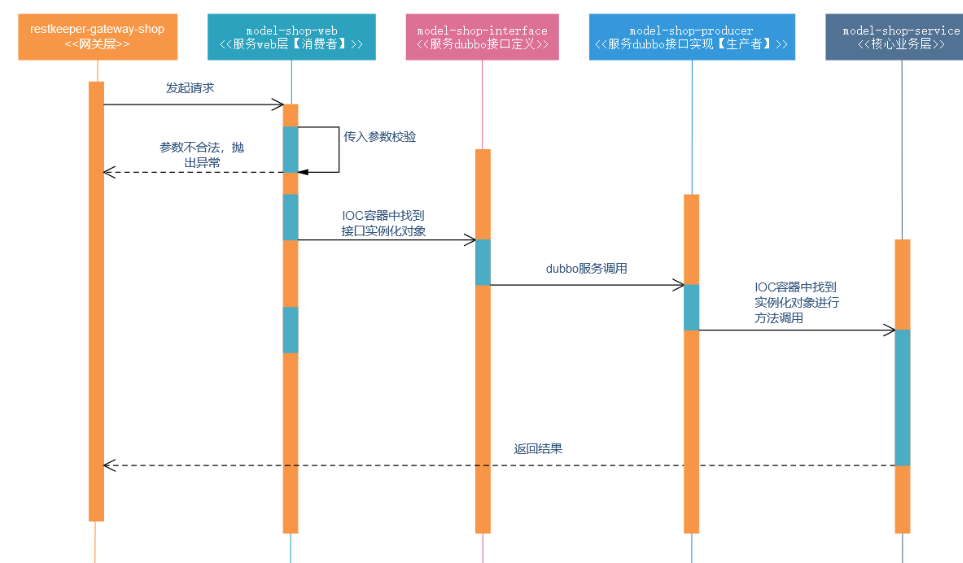 restkeeper-gateway-shop
<<网关层>>
model-shop-web
<<服务web层【消费者】>>
model-shop-interface
<<服务dubbo接口定义>>
model-shop-producer
<<服务dubbo接口实现【生产者】>>
model-shop-service
<<核心业务层>>
发起请求
传入参数校验
参数不合法，抛
出异常
IOC容器中找到
接口实例化对象
dubbo服务调用
IOC容器中找到
实例化对象进行
方法调用
返回结果